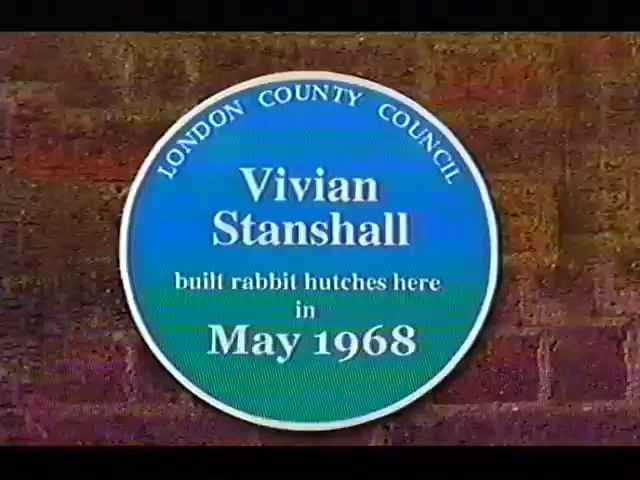 LONDON COUNTY COUNCIL
Vivian
Stanshall
built rabbit hutches here
in
May 1968